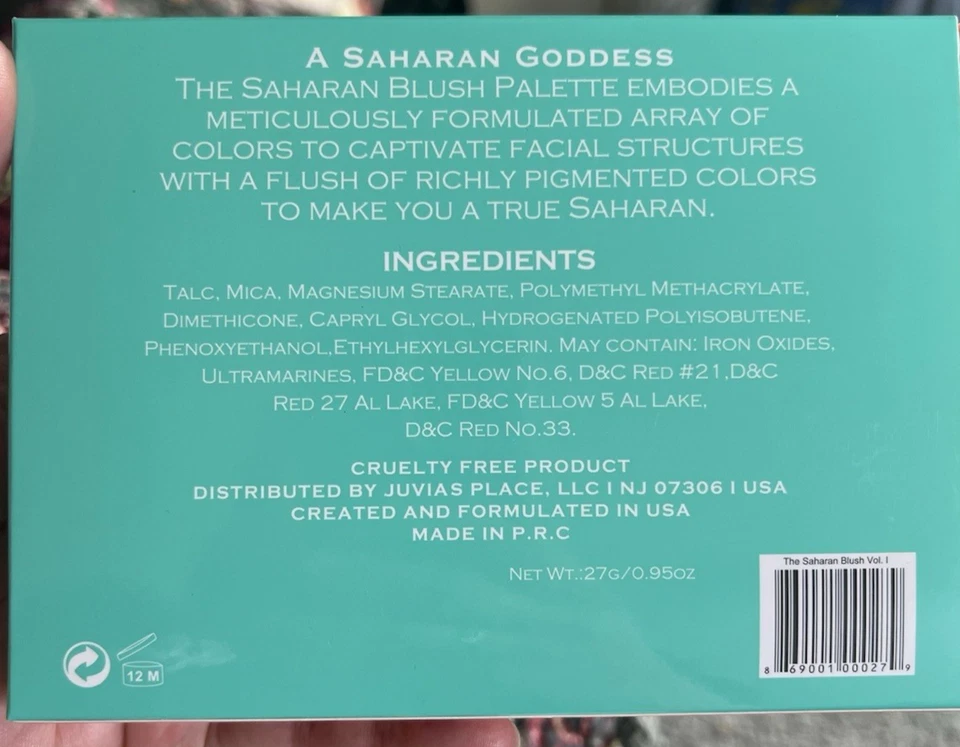 A Saharan Goddess
The Saharan Blush Palette embodies a
meticulously formulated array of
colors to captivate facial structures
with a flush of richly pigmented colors
to make you a true Saharan.
INGREDIENTS
Talc, Mica, Magnesium Stearate, Polymethyl Methacrylate,
Dimethicone, Capryl Glycol, Hydrogenated Polyisobutene,
Phenoxyethanol,Ethylhexylglycerin. May contain: Iron Oxides,
Ultramarines, FD&C Yellow No.6, D&C Red #21,D&C
Red 27 Al Lake, FD&C Yellow 5 Al Lake,
D&C Red No.33.
CRUELTY FREE PRODUCT
DISTRIBUTED BY JUVIAS PLACE, LLC I NJ 07306 I USA
CREATED AND FORMULATED IN USA
MADE IN P.R.C
Net Wt.:27g/0.95oz
The Saharan Blush Vol. I
8 69001 00027 9
12 M